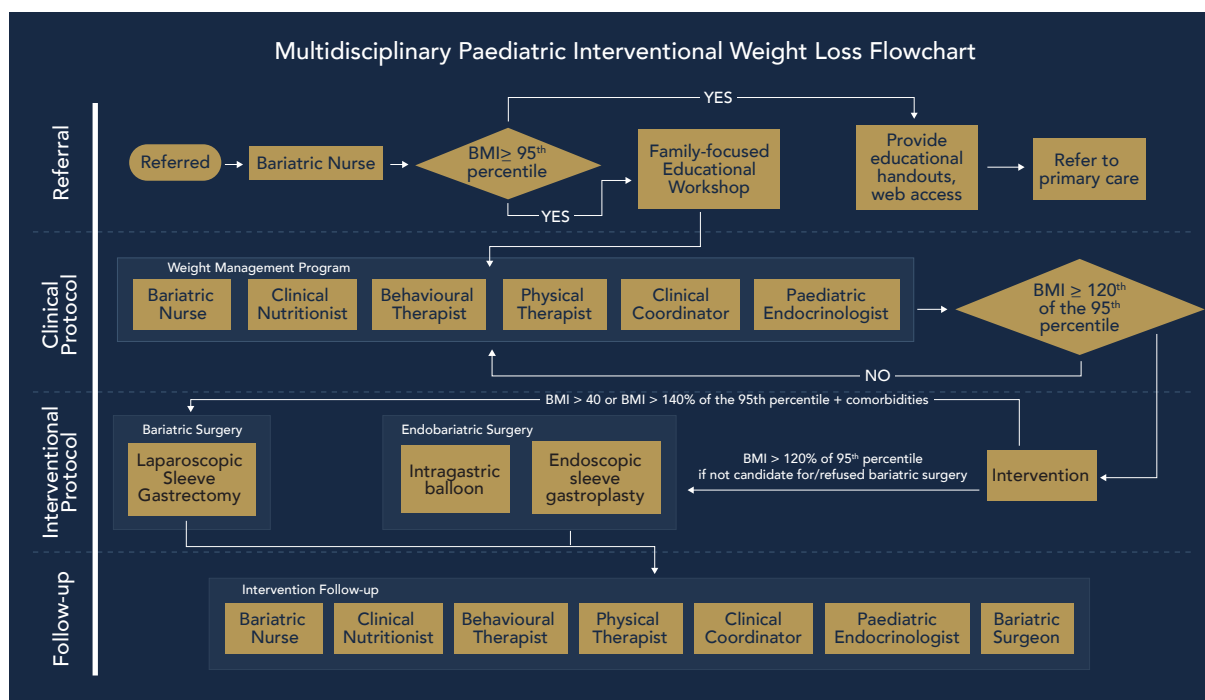 Multidisciplinary Paediatric Interventional Weight Loss Flowchart
Referral
Referred
Bariatric Nurse
BMI≥ 95th
percentile
YES
YES
Family-focused
Educational
Workshop
Provide
educational
handouts,
web access
Refer to
primary care
Clinical
Protocol
Weight Management Program
Bariatric
Nurse
Clinical
Nutritionist
Behavioural
Therapist
Physical
Therapist
Clinical
Coordinator
Paediatric
Endocrinologist
BMI ≥ 120th
of the 95th
percentile
NO
Interventional
Protocol
BMI > 40 or BMI > 140% of the 95th percentile + comorbidities
Bariatric Surgery
Laparoscopic
Sleeve
Gastrectomy
Endobariatric Surgery
Intragastric
balloon
Endoscopic
sleeve
gastroplasty
BMI > 120% of 95th percentile
if not candidate for/refused bariatric surgery
Intervention
Follow-up
Intervention Follow-up
Bariatric
Nurse
Clinical
Nutritionist
Behavioural
Therapist
Physical
Therapist
Clinical
Coordinator
Paediatric
Endocrinologist
Bariatric
Surgeon